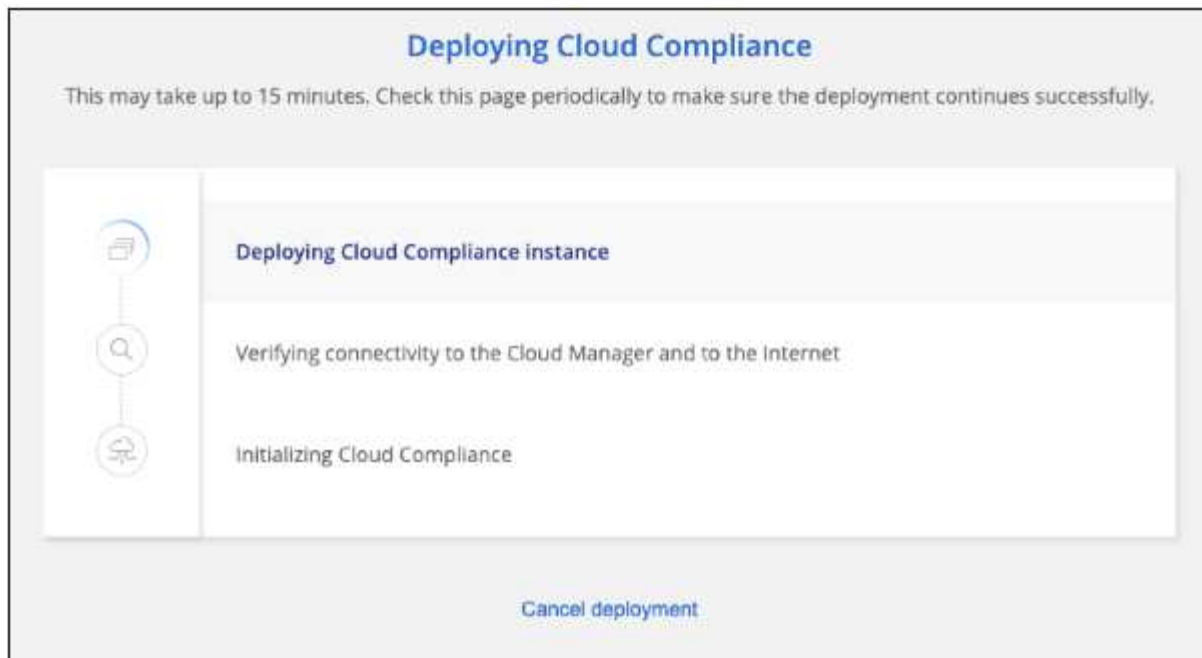 Deploying Cloud Compliance
This may take up to 15 minutes. Check this page periodically to make sure the deployment continues successfully.
Deploying Cloud Compliance instance
Verifying connectivity to the Cloud Manager and to the Internet
Initializing Cloud Compliance
Cancel deployment